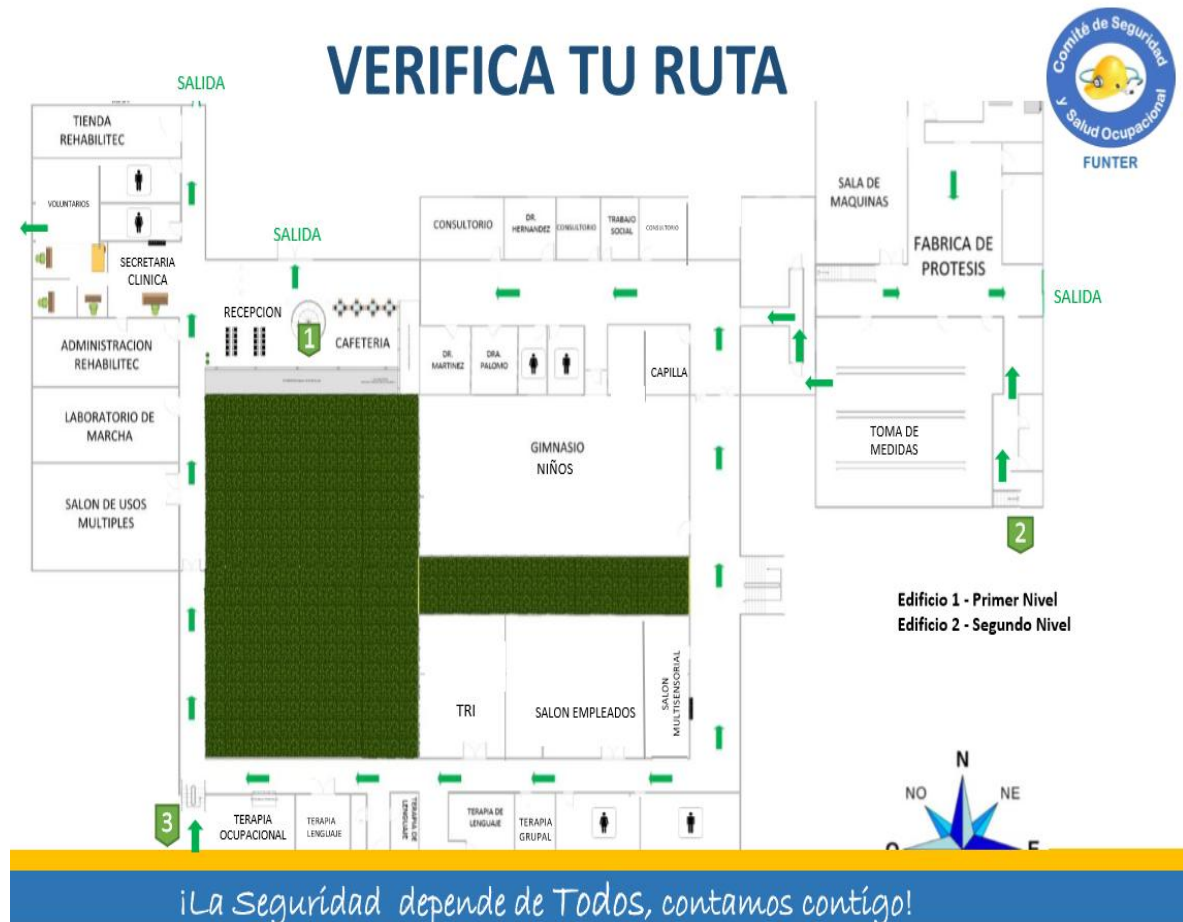 VERIFICA TU RUTA
Comité de Seguridad
y Salud Ocupacional
FUNTER
SALIDA
TIENDA
REHABILITEC
VOLUNTARIOS
SECRETARIA
CLINICA
ADMINISTRACION
REHABILITEC
LABORATORIO DE
MARCHA
SALON DE USOS
MULTIPLES
SALIDA
RECEPCION
1
CAFETERIA
CONSULTORIO
DR.
HERNANDEZ
CONSULTORIO
TRABAJO
SOCIAL
CONSULTORIO
DR.
MARTINEZ
DRA.
PALOMO
CAPILLA
GIMNASIO
NIÑOS
SALA DE
MAQUINAS
FABRICA DE
PROTESIS
SALIDA
TOMA DE
MEDIDAS
2
Edificio 1 - Primer Nivel
Edificio 2 - Segundo Nivel
TRI
SALON EMPLEADOS
SALON
MULTISENSORIAL
3
TERAPIA
OCUPACIONAL
TERAPIA
LENGUAJE
TERAPIA DE
LENGUAJE
TERAPIA DE
LENGUAJE
TERAPIA
GRUPAL
N
NO
NE
O
E
¡La Seguridad depende de Todos, contamos contigo!